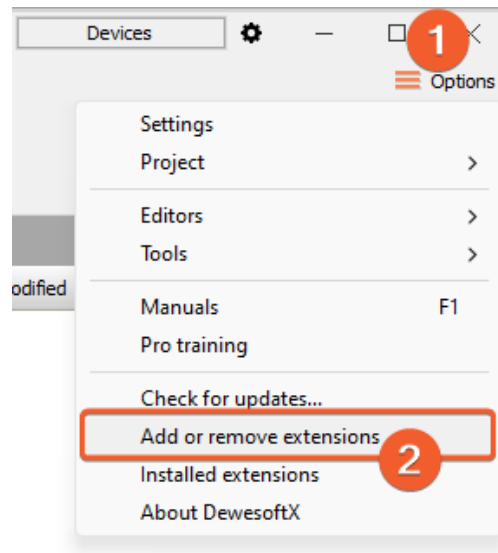 Devices
1
Options
Settings
Project
Editors
Tools
odified
Manuals F1
Pro training
Check for updates...
Add or remove extensions
2
Installed extensions
About DewesoftX